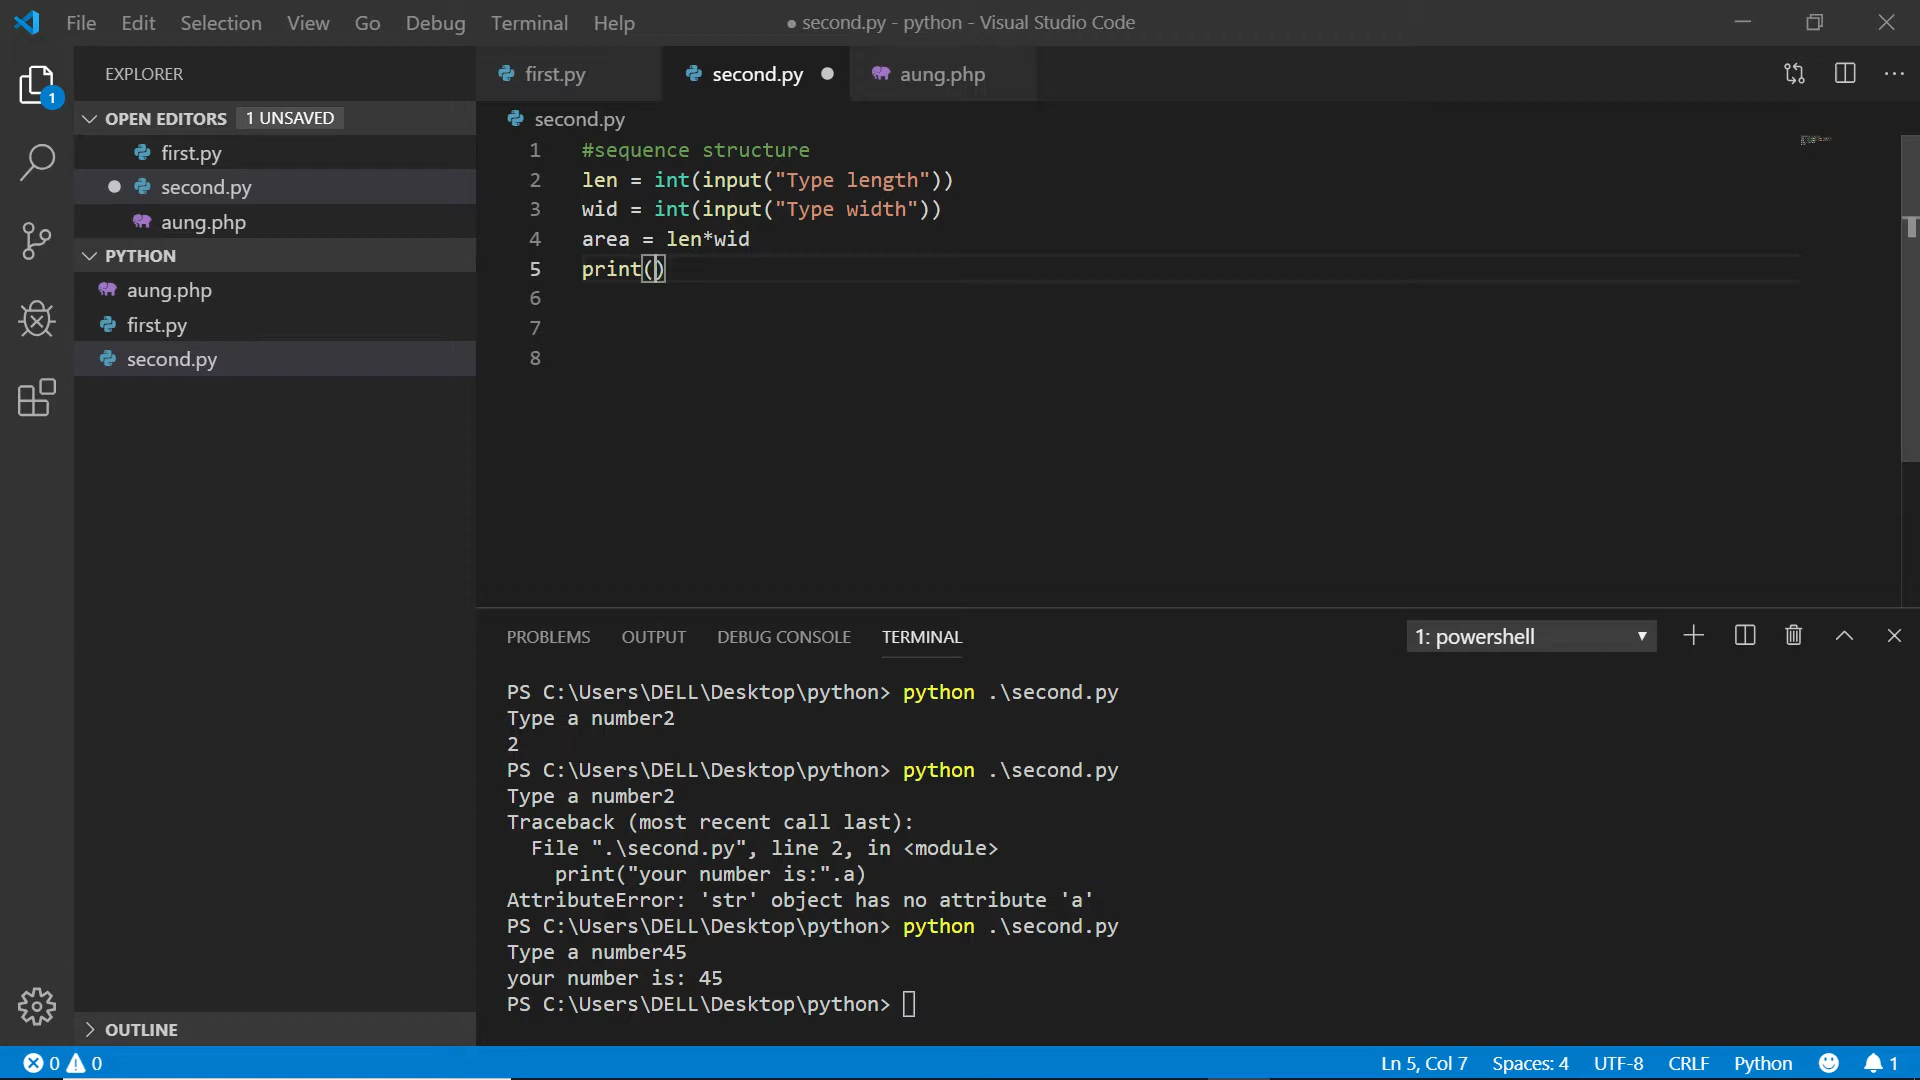 File Edit Selection View Go Debug Terminal Help ● second.py - python - Visual Studio Code
EXPLORER
OPEN EDITORS 1 UNSAVED
first.py
second.py
aung.php
PYTHON
aung.php
first.py
second.py
OUTLINE
1
first.py second.py aung.php
second.py
1 #sequence structure
2 len = int(input("Type length"))
3 wid = int(input("Type width"))
4 area = len*wid
5 print()
6
7
8
PROBLEMS OUTPUT DEBUG CONSOLE TERMINAL 1: powershell
PS C:\Users\DELL\Desktop\python> python .\second.py
Type a number2
2
PS C:\Users\DELL\Desktop\python> python .\second.py
Type a number2
Traceback (most recent call last):
File ".\second.py", line 2, in <module>
print("your number is:".a)
AttributeError: 'str' object has no attribute 'a'
PS C:\Users\DELL\Desktop\python> python .\second.py
Type a number45
your number is: 45
PS C:\Users\DELL\Desktop\python>
0 0 Ln 5, Col 7 Spaces: 4 UTF-8 CRLF Python 1